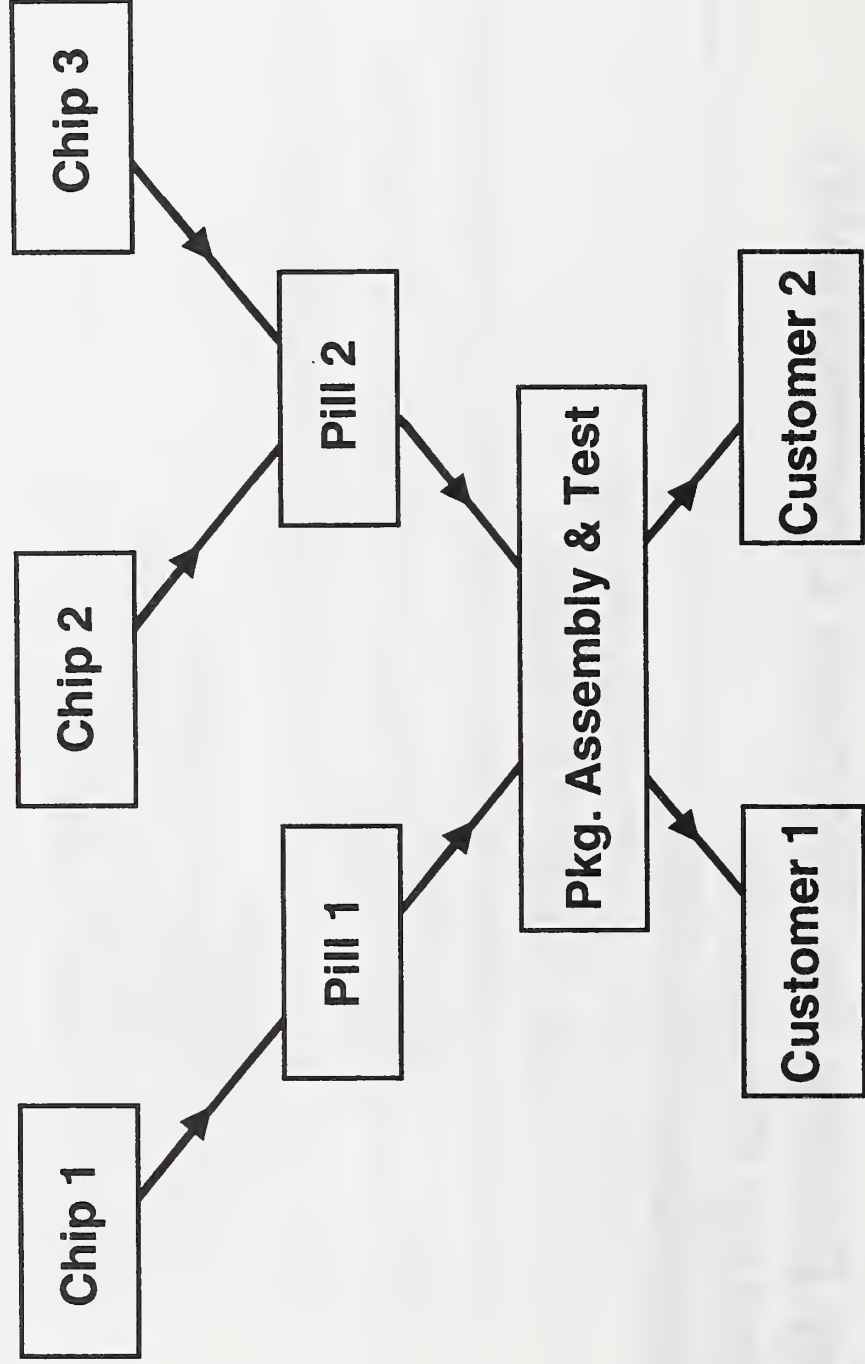 Chip 1
Chip 2
Chip 3
Pill 1
Pill 2
Pkg. Assembly & Test
Customer 1
Customer 2